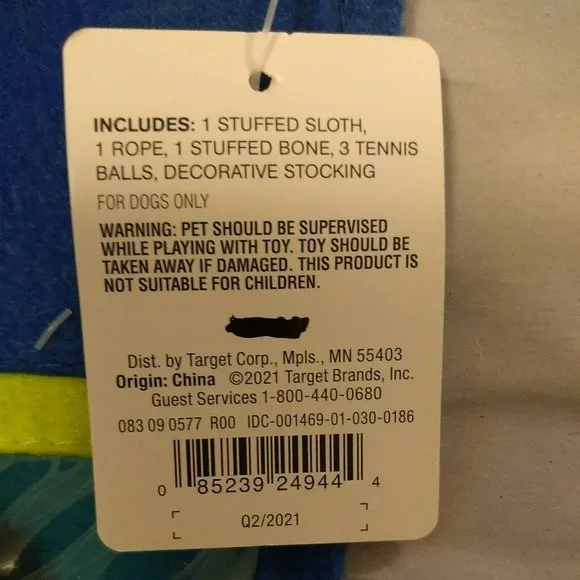 INCLUDES: 1 STUFFED SLOTH,
1 ROPE, 1 STUFFED BONE, 3 TENNIS
BALLS, DECORATIVE STOCKING
FOR DOGS ONLY
WARNING: PET SHOULD BE SUPERVISED
WHILE PLAYING WITH TOY. TOY SHOULD BE
TAKEN AWAY IF DAMAGED. THIS PRODUCT IS
NOT SUITABLE FOR CHILDREN.
Dist. by Target Corp., Mpls., MN 55403
Origin: China ©2021 Target Brands, Inc.
Guest Services 1-800-440-0680
083 09 0577 R00 IDC-001469-01-030-0186
0 85239 24944 4
Q2/2021